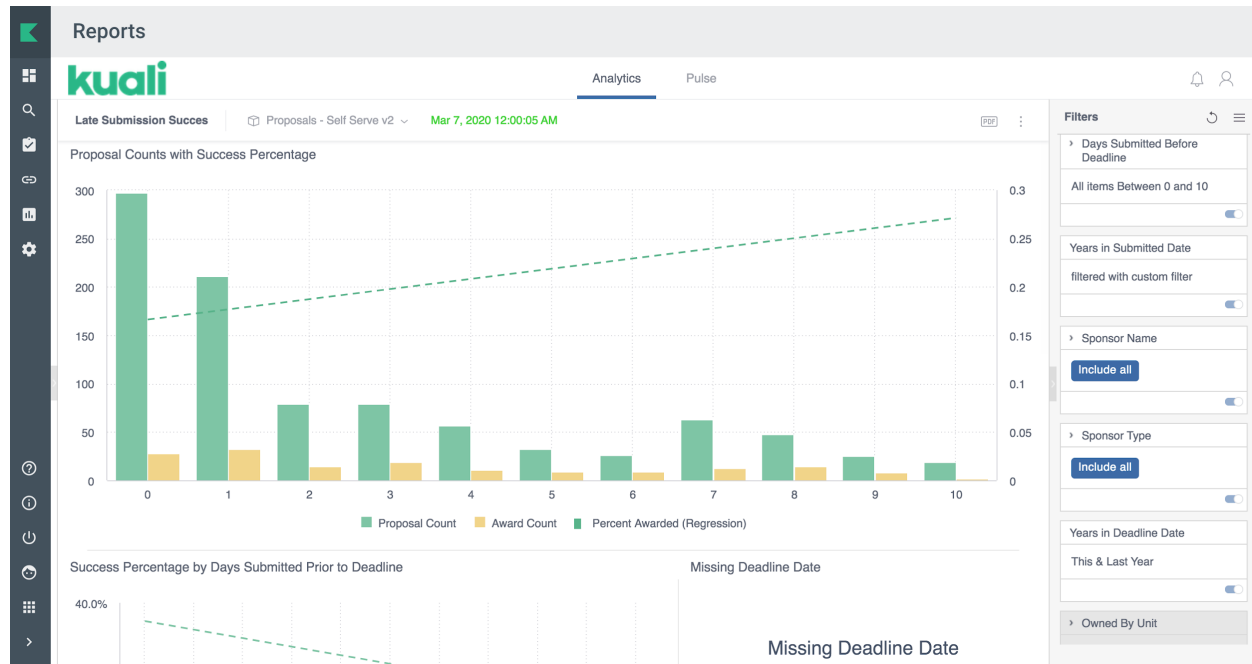 Reports
kuali
Analytics
Pulse
Late Submission Succes
Proposals - Self Serve v2
Mar 7, 2020 12:00:05 AM
PDF
Proposal Counts with Success Percentage
300
250
200
150
100
50
0
0.3
0.25
0.2
0.15
0.1
0.05
0
0 1 2 3 4 5 6 7 8 9 10
Proposal Count Award Count Percent Awarded (Regression)
Success Percentage by Days Submitted Prior to Deadline
40.0%
Missing Deadline Date
Missing Deadline Date
Filters
Days Submitted Before
Deadline
All items Between 0 and 10
Years in Submitted Date
filtered with custom filter
Sponsor Name
Include all
Sponsor Type
Include all
Years in Deadline Date
This & Last Year
Owned By Unit